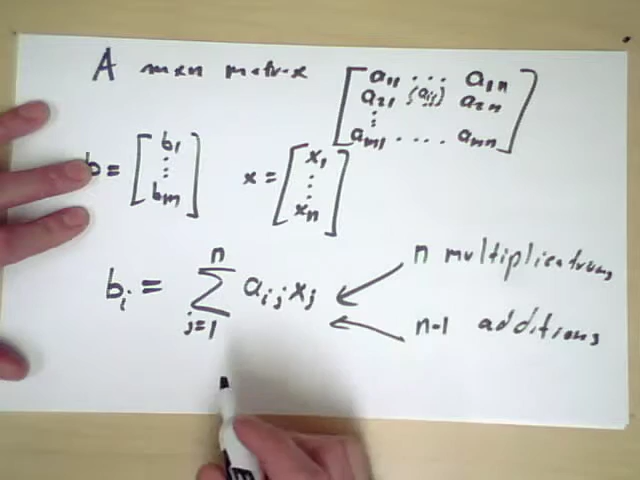 A mxn matrix
[a11 ... a1n
a21 (aij) a2n
⋮
am1 .... amn]
b = [b1 ⋮ bm] x = [x1 ⋮ xn]
bi = n∑j=1 aij xj
n multiplications
n-1 additions